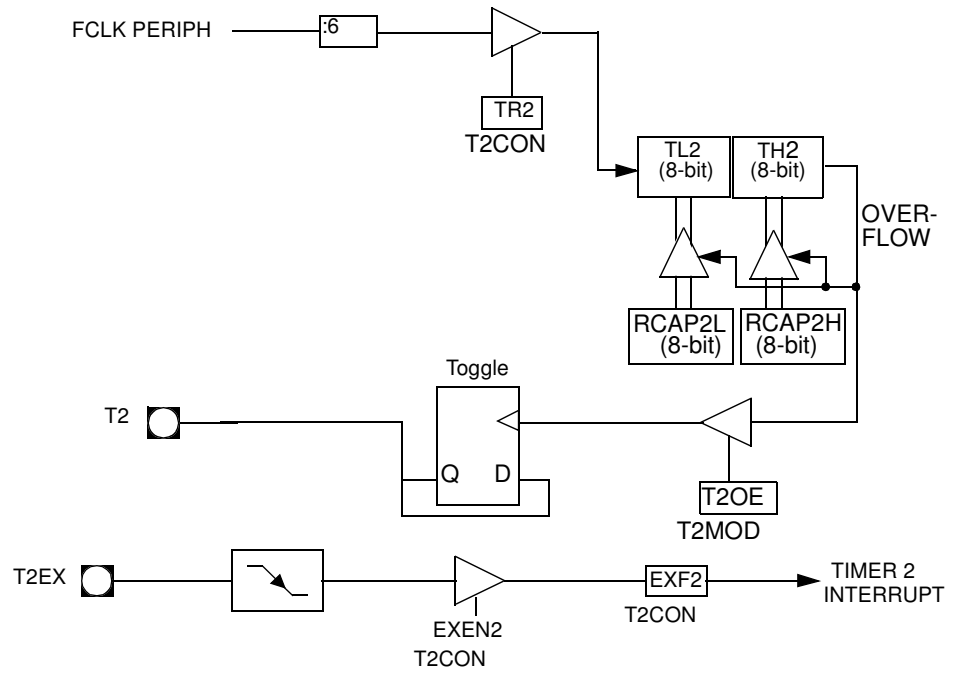 FCLK PERIPH
:6
TR2
T2CON
TL2
(8-bit)
TH2
(8-bit)
OVER-
FLOW
RCAP2L
(8-bit)
RCAP2H
(8-bit)
Toggle
T2
Q D
T2OE
T2MOD
T2EX
EXEN2
T2CON
EXF2
T2CON
TIMER 2
INTERRUPT